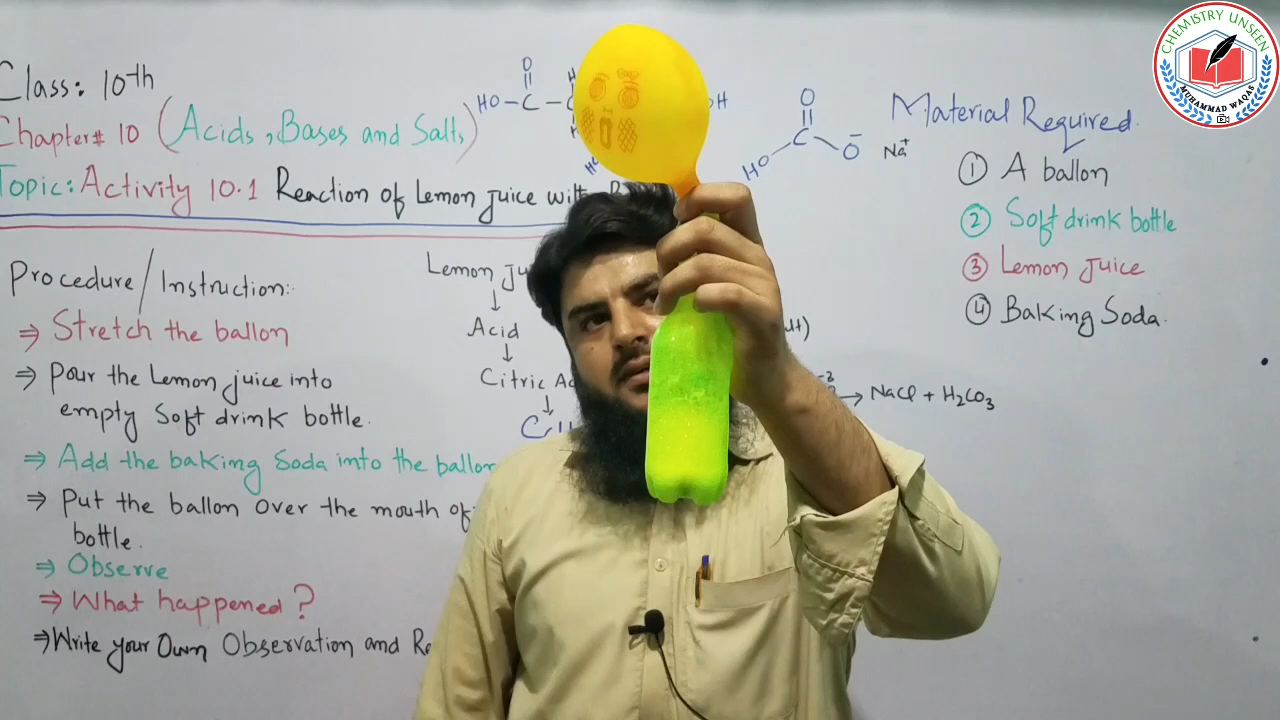 Class: 10th
Chapter# 10 (Acids, Bases and Salts)
Topic: Activity 10.1 Reaction of Lemon juice with
Procedure/Instruction:
⇒ Stretch the ballon
⇒ Pour the Lemon juice into
empty Soft drink bottle.
⇒ Add the baking Soda into the ballon
⇒ Put the ballon over the mouth of
bottle.
⇒ Observe
⇒ What happened?
⇒ Write your Own Observation and
O
HO-C-
Lemon
↓
Acid
↓
Citric
↓
O
C
HO
O⁻ Na⁺
→ NaCl + H₂CO₃
Material Required
① A ballon
② Soft drink bottle
③ Lemon Juice
④ Baking Soda.
CHEMISTRY UNSEEN
MUHAMMAD WAQAS